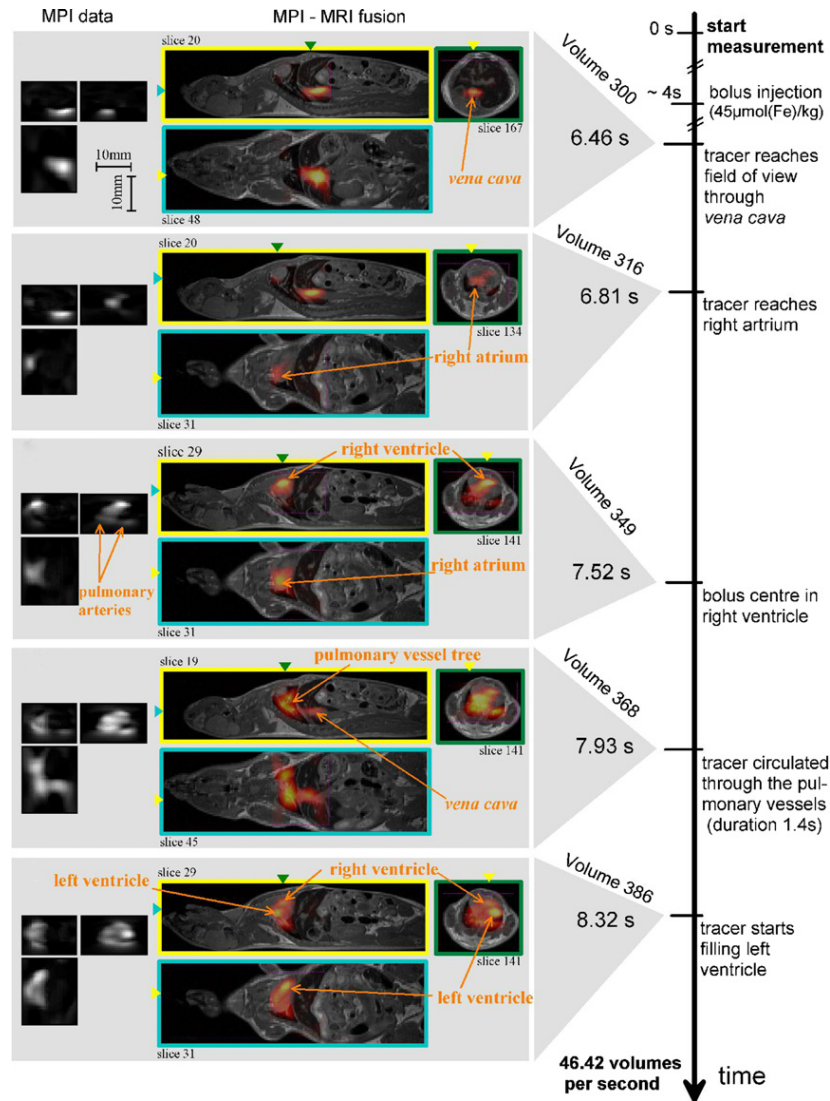 MPI data
MPI - MRI fusion
0 s
start
measurement
~ 4s
bolus injection
(45µmol(Fe)/kg)
slice 20
slice 167
vena cava
slice 48
10mm
10mm
Volume 300
6.46 s
tracer reaches
field of view
through
vena cava
slice 20
slice 134
right atrium
slice 31
Volume 316
6.81 s
tracer reaches
right artrium
slice 29
right ventricle
slice 141
right atrium
pulmonary
arteries
slice 31
Volume 349
7.52 s
bolus centre in
right ventricle
slice 19
pulmonary vessel tree
slice 141
vena cava
slice 45
Volume 368
7.93 s
tracer circulated
through the pul-
monary vessels
(duration 1.4s)
slice 29
right ventricle
left ventricle
slice 141
left ventricle
slice 31
Volume 386
8.32 s
tracer starts
filling left
ventricle
46.42 volumes
per second
time